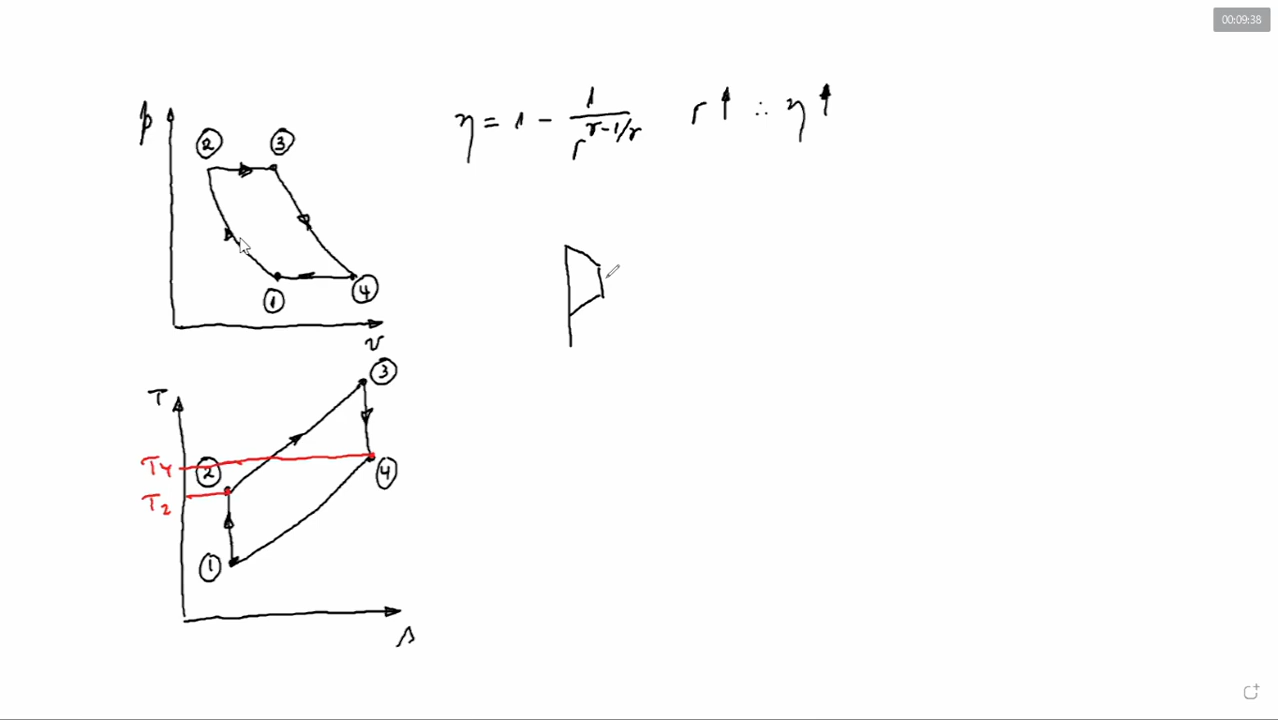 00:09:38
p
② ③
η = 1 - 1/r^(γ-1/γ) r↑ ∴ η↑
① ④
v
③
T
T4 ②
④
T2
①
s